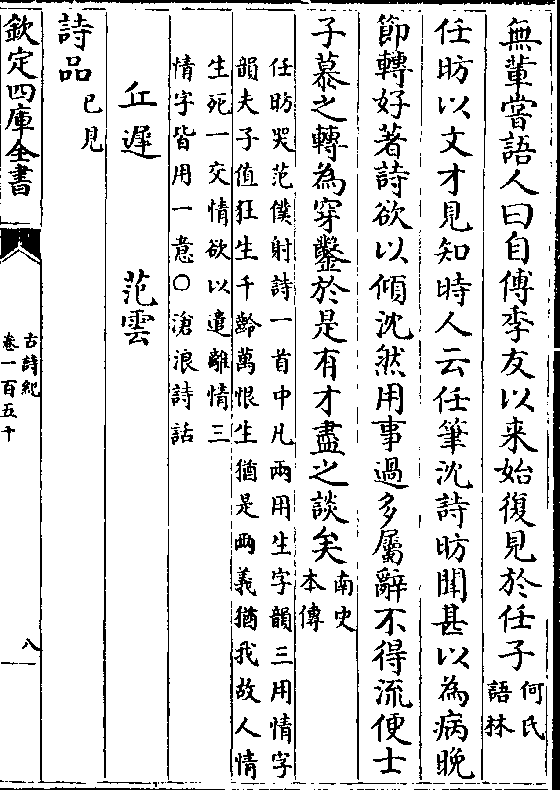 無輩嘗語人曰自傅季友以来始復見於任子何氏語林
任昉以文才見知時人云任筆沈詩昉聞甚以為病晚
節轉好著詩欲以傾沈然用事過多屬辭不得流便士
子慕之轉為穿鑿於是有才盡之談矣南史本傳
任昉哭范僕射詩一首中凡兩用生字韻三用情字
韻夫子值狂生千齡萬恨生猶是兩義猶我故人情
生死一交情欲以遣離情三
情字皆用一意○滄浪詩話
丘遲 范雲
詩品已見
欽定四庫全書
古詩紀
卷一百五十
八